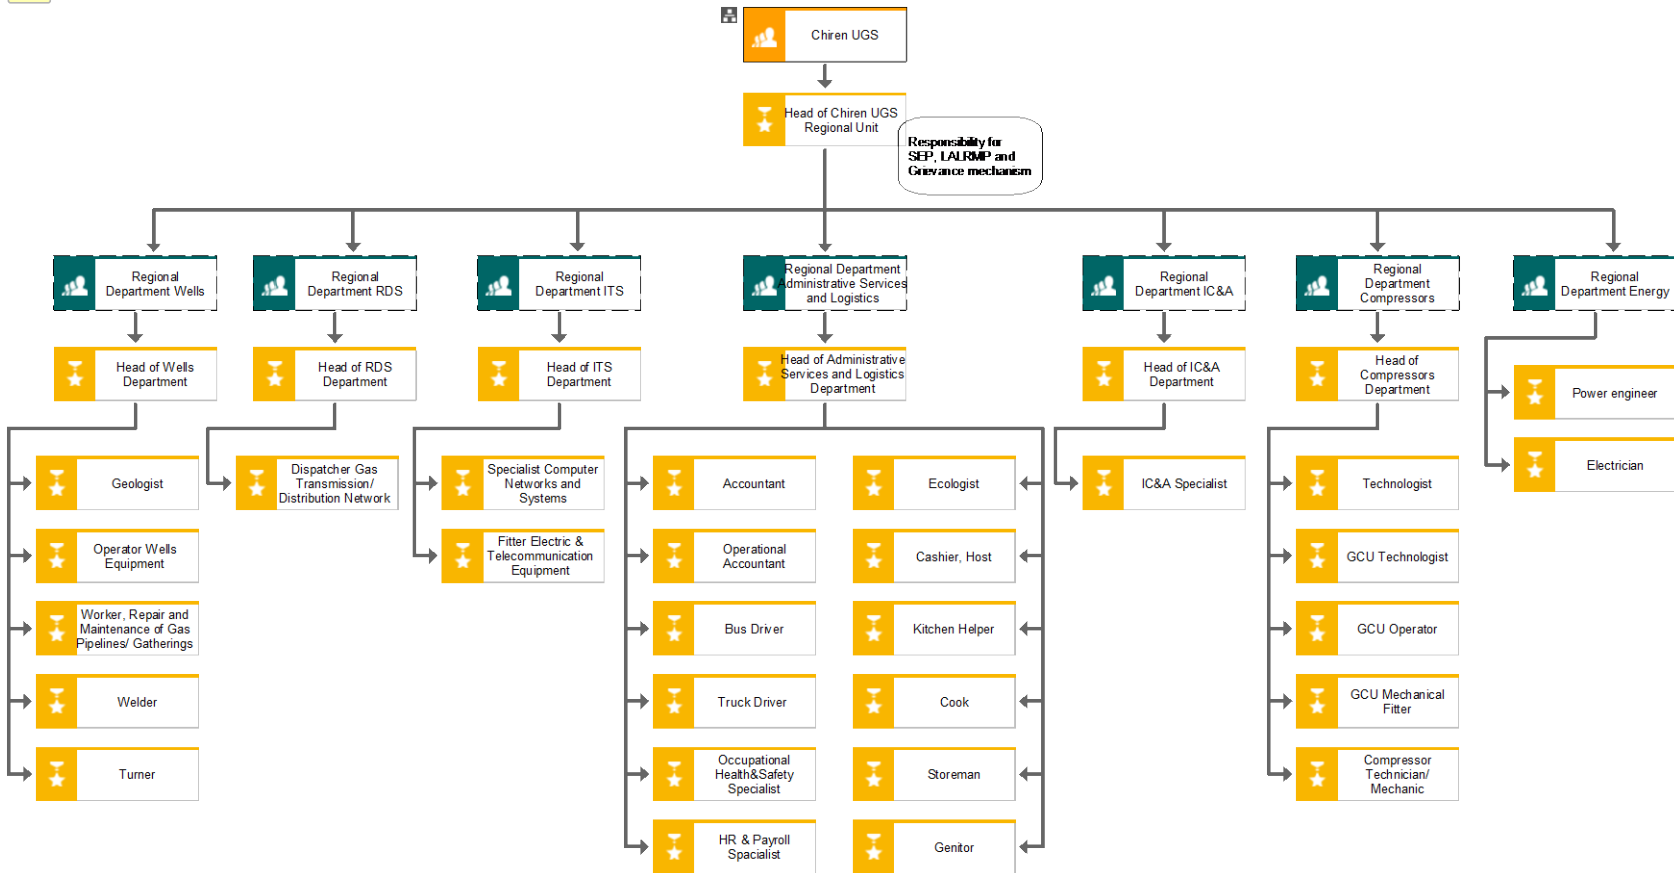 Chiren UGS
Head of Chiren UGS
Regional Unit
Responsibility for
SEP, LALRMP and
Grievance mechanism
Regional
Department Wells
Regional
Department RDS
Regional
Department ITS
Regional Department
Administrative Services
and Logistics
Regional
Department IC&A
Regional
Department
Compressors
Regional
Department Energy
Head of Wells
Department
Head of RDS
Department
Head of ITS
Department
Head of Administrative
Services and Logistics
Department
Head of IC&A
Department
Head of
Compressors
Department
Power engineer
Electrician
Geologist
Operator Wells
Equipment
Worker, Repair and
Maintenance of Gas
Pipelines/ Gatherings
Welder
Turner
Dispatcher Gas
Transmission/
Distribution Network
Specialist Computer
Networks and
Systems
Fitter Electric &
Telecommunication
Equipment
Accountant
Operational
Accountant
Bus Driver
Truck Driver
Occupational
Health&Safety
Specialist
HR & Payroll
Spacialist
Ecologist
Cashier, Host
Kitchen Helper
Cook
Storeman
Genitor
IC&A Specialist
Technologist
GCU Technologist
GCU Operator
GCU Mechanical
Fitter
Compressor
Technician/
Mechanic